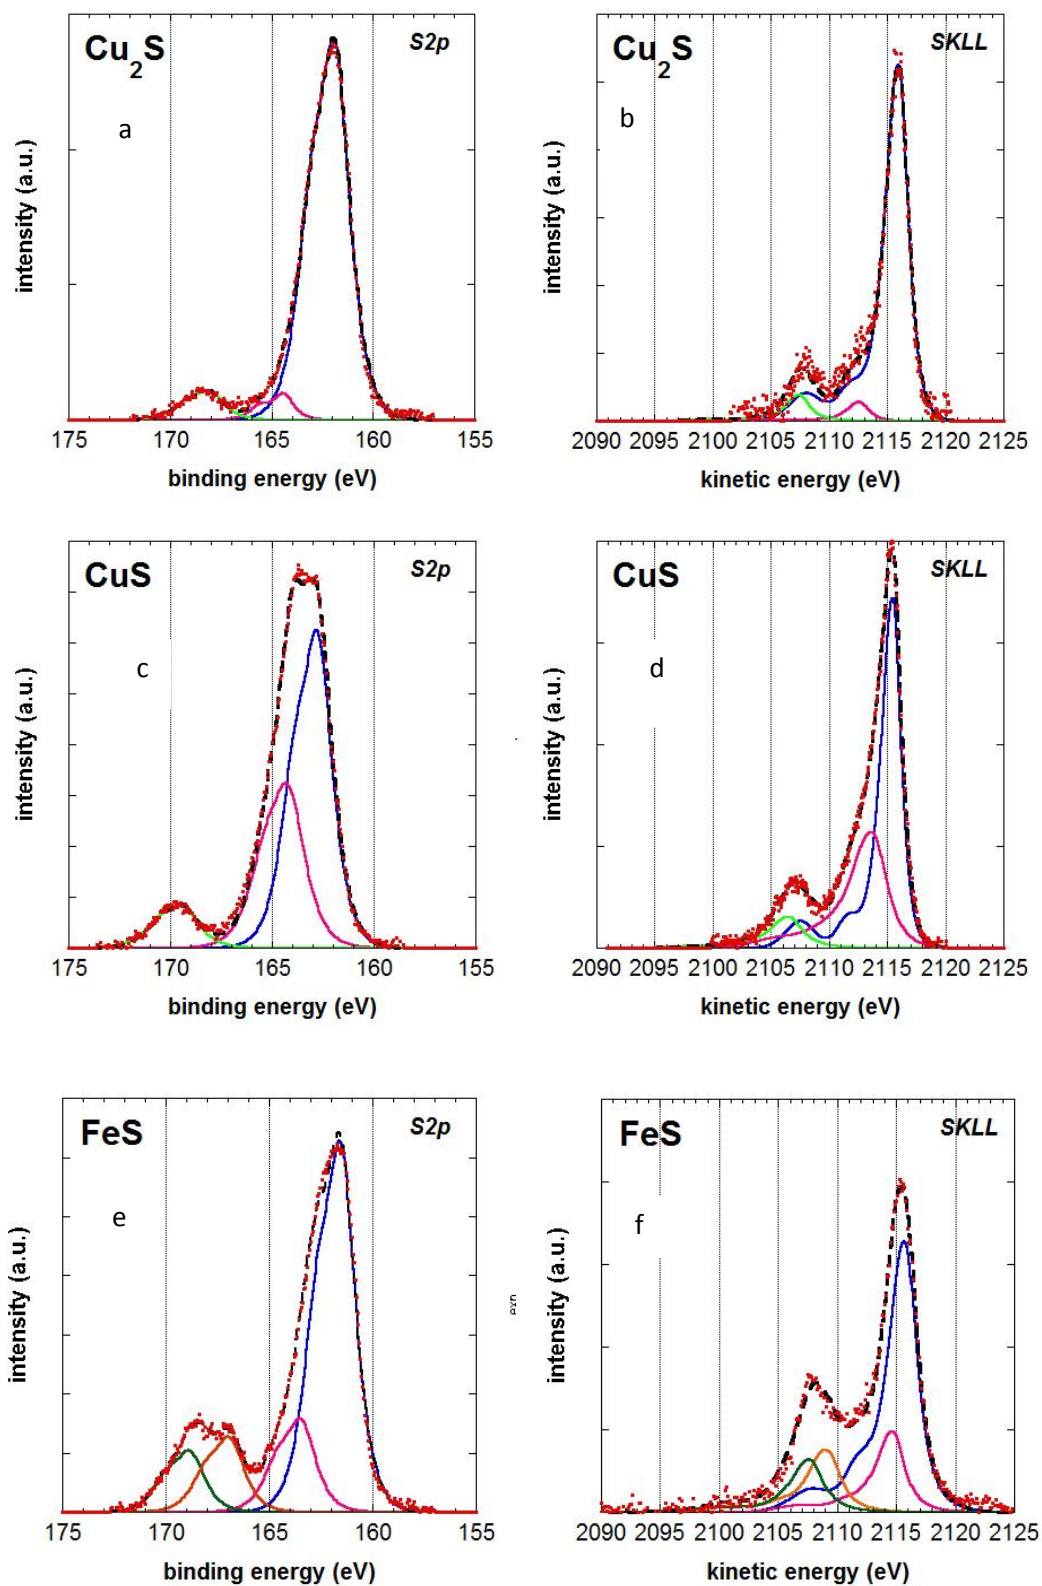 Cu2S
S2p
a
intensity (a.u.)
175 170 165 160 155
binding energy (eV)
Cu2S
SKLL
b
intensity (a.u.)
2090 2095 2100 2105 2110 2115 2120 2125
kinetic energy (eV)
CuS
S2p
c
intensity (a.u.)
175 170 165 160 155
binding energy (eV)
CuS
SKLL
d
intensity (a.u.)
2090 2095 2100 2105 2110 2115 2120 2125
kinetic energy (eV)
FeS
S2p
e
intensity (a.u.)
175 170 165 160 155
binding energy (eV)
FeS
SKLL
f
intensity (a.u.)
2090 2095 2100 2105 2110 2115 2120 2125
kinetic energy (eV)